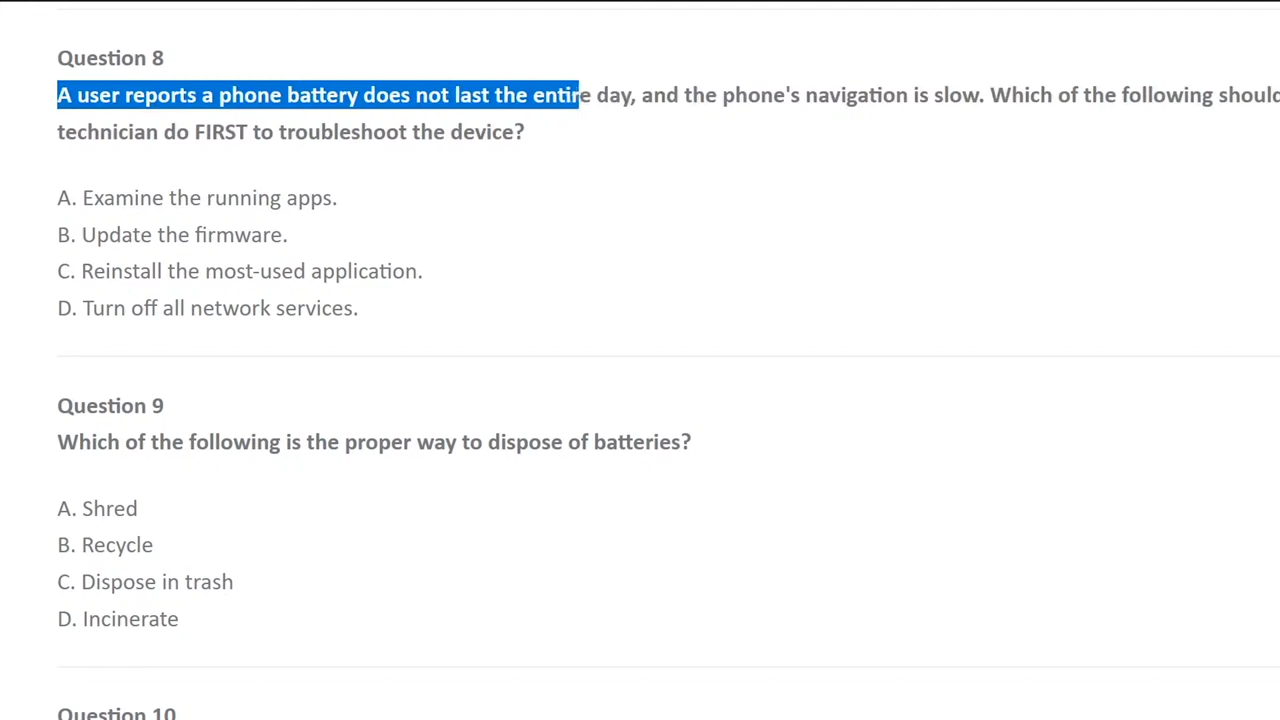 Question 8
A user reports a phone battery does not last the entire day, and the phone's navigation is slow. Which of the following should
technician do FIRST to troubleshoot the device?
A. Examine the running apps.
B. Update the firmware.
C. Reinstall the most-used application.
D. Turn off all network services.
Question 9
Which of the following is the proper way to dispose of batteries?
A. Shred
B. Recycle
C. Dispose in trash
D. Incinerate
Question 10